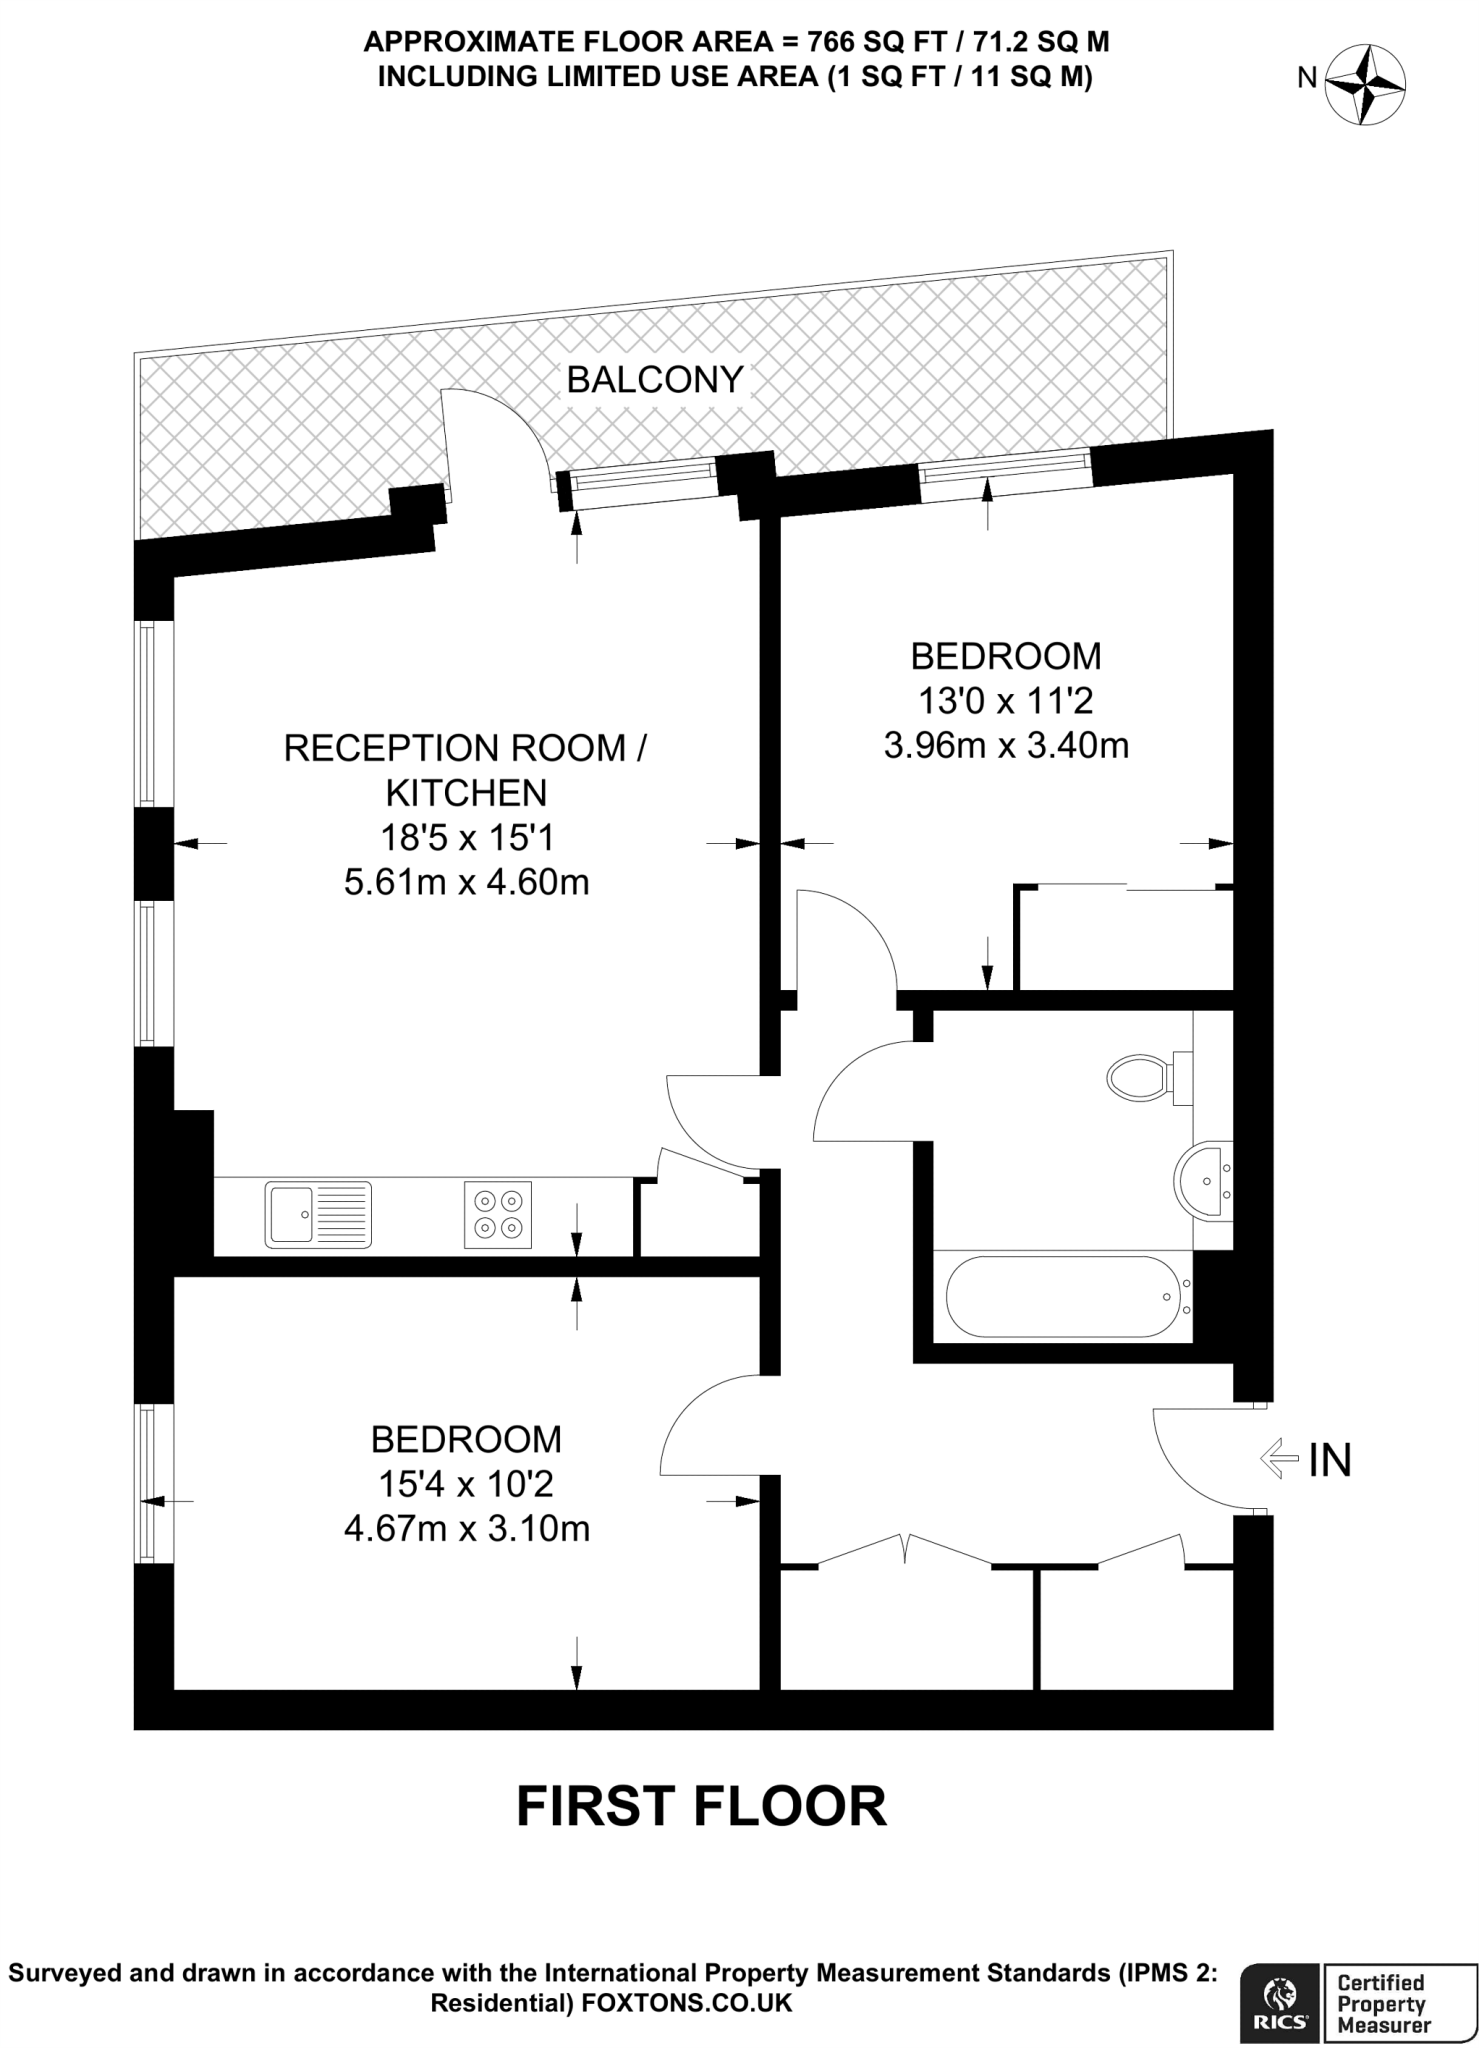 APPROXIMATE FLOOR AREA = 766 SQ FT / 71.2 SQ M
INCLUDING LIMITED USE AREA (1 SQ FT / 11 SQ M)
N
BALCONY
BEDROOM
13'0 x 11'2
3.96m x 3.40m
RECEPTION ROOM /
KITCHEN
18'5 x 15'1
5.61m x 4.60m
BEDROOM
15'4 x 10'2
4.67m x 3.10m
IN
FIRST FLOOR
Surveyed and drawn in accordance with the International Property Measurement Standards (IPMS 2:
Residential) FOXTONS.CO.UK
RICS
Certified
Property
Measurer